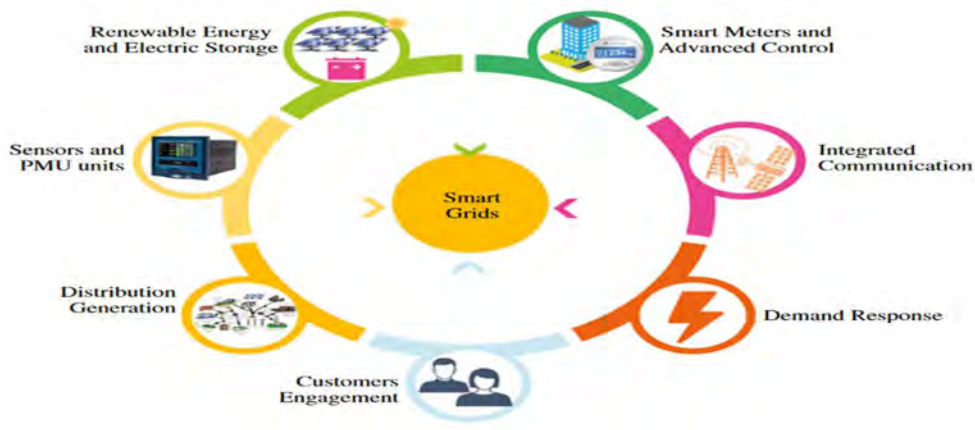 Renewable Energy
and Electric Storage
Smart Meters and
Advanced Control
Sensors and
PMU units
Integrated
Communication
Smart
Grids
Distribution
Generation
Demand Response
Customers
Engagement